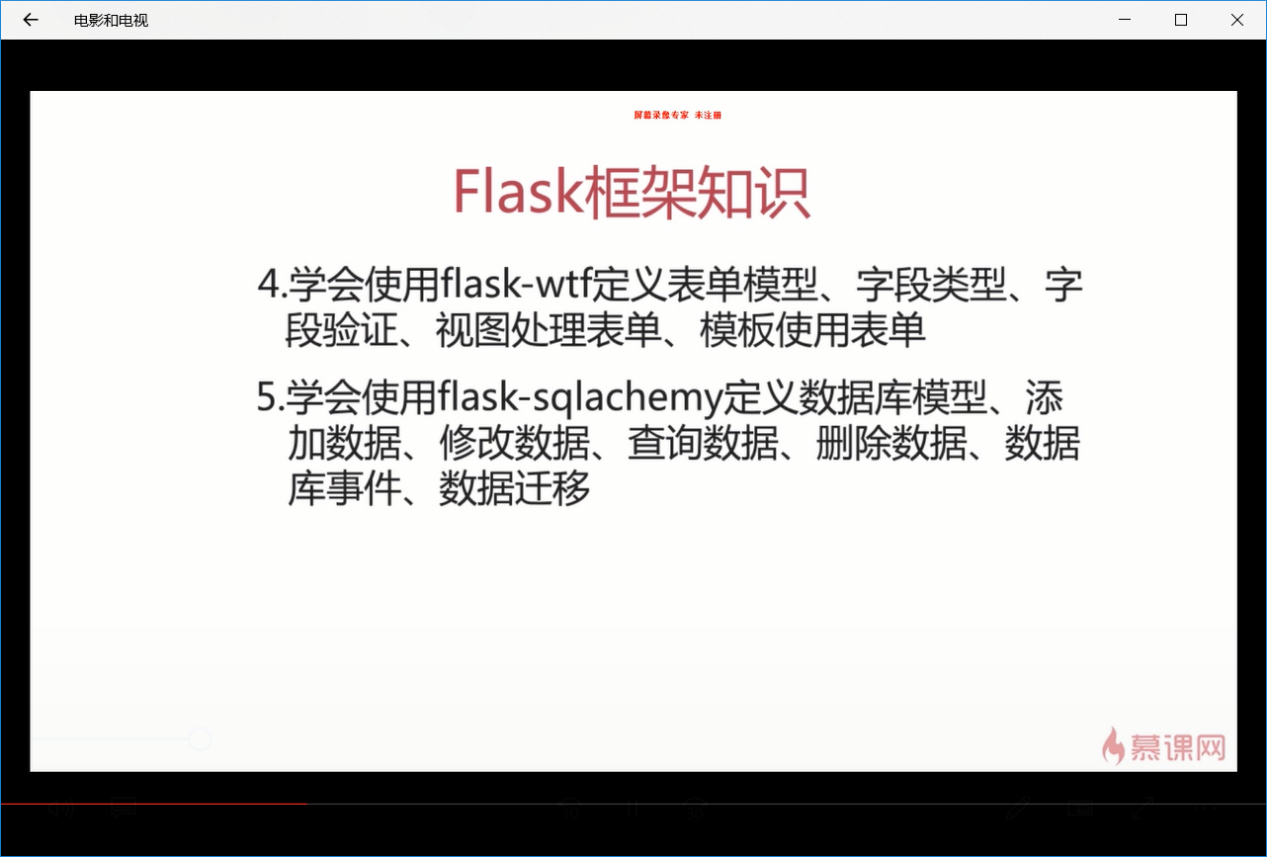 电影和电视
屏幕录像专家 未注册
Flask框架知识
4.学会使用flask-wtf定义表单模型、字段类型、字
段验证、视图处理表单、模板使用表单
5.学会使用flask-sqlachemy定义数据库模型、添
加数据、修改数据、查询数据、删除数据、数据
库事件、数据迁移
慕课网